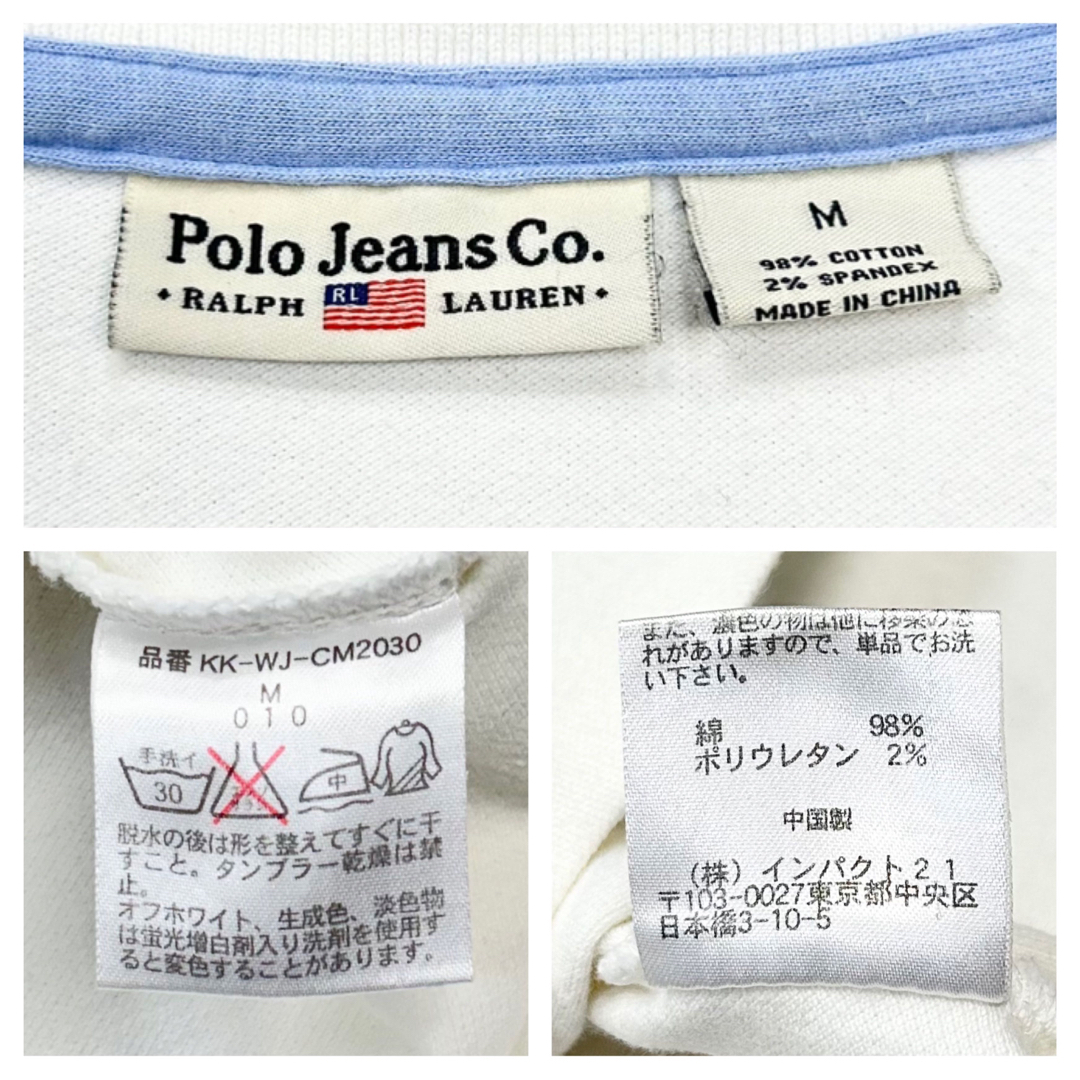 Polo Jeans Co.
RALPH RL LAUREN
M
98% COTTON
2% SPANDEX
MADE IN CHINA
品番 KK-WJ-CM2030
M
0 1 0
手洗イ
30
中
脱水の後は形を整えてすぐに干
すこと。タンブラー乾燥は禁
止。
オフホワイト、生成色、淡色物
は蛍光増白剤入り洗剤を使用す
ると変色することがあります。
また、濃色の物は他に移染の恐
れがありますので、単品でお洗
い下さい。
綿 98%
ポリウレタン 2%
中国製
(株) インパクト21
〒103-0027東京都中央区
日本橋3-10-5